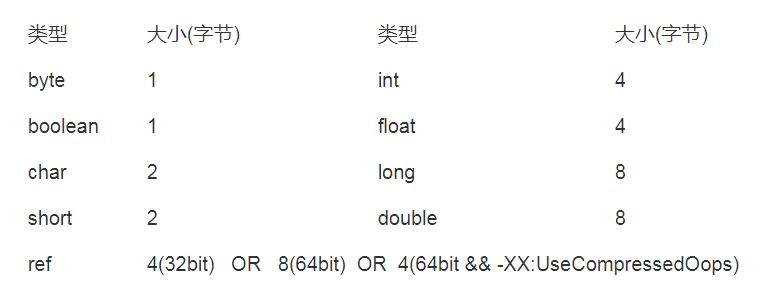 类型 大小(字节) 类型 大小(字节)
byte 1 int 4
boolean 1 float 4
char 2 long 8
short 2 double 8
ref 4(32bit) OR 8(64bit) OR 4(64bit && -XX:UseCompressedOops)